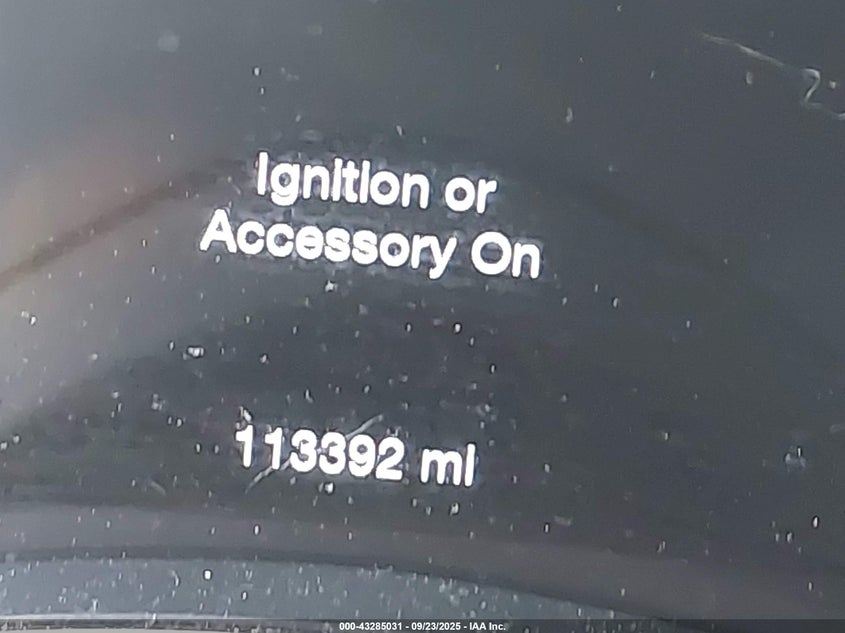 Ignition or
Accessory On
113392 mi
000-43285031 - 09/23/2025 - IAA Inc.